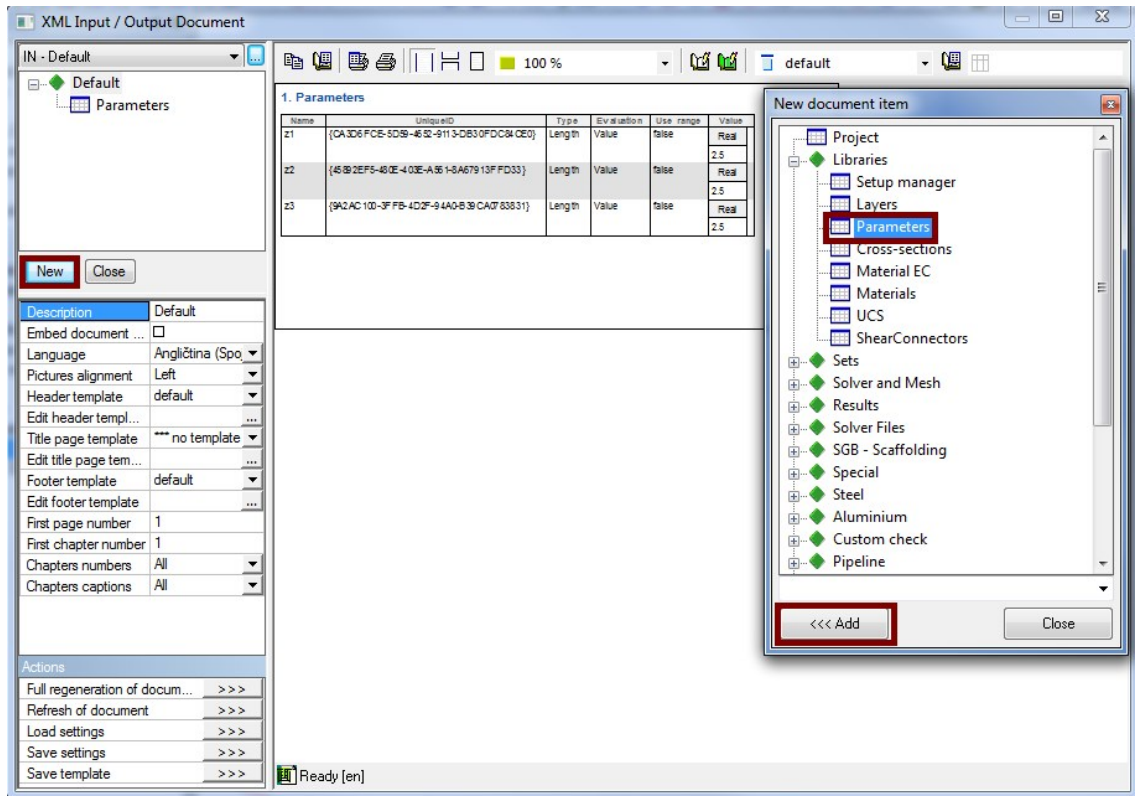 XML Input / Output Document
IN - Default
...
Default
Parameters
New
Close
Description Default
Embed document ...
Language Angličtina (Spo
Pictures alignment Left
Header template default
Edit header templ... ...
Title page template *** no template
Edit title page tem... ...
Footer template default
Edit footer template ...
First page number 1
First chapter number 1
Chapters numbers All
Chapters captions All
Actions
Full regeneration of docum... >>>
Refresh of document >>>
Load settings >>>
Save settings >>>
Save template >>>
100 %
default
1. Parameters
Name UniqueID Type Evaluation Use range Value
z1 {CA3D6FCE-5D59-4652-9113-DB30FDC84CE0} Length Value false Real
2.5
z2 {45892EF5-480E-403E-A561-8A67913FFD33} Length Value false Real
2.5
z3 {9A2AC100-3FFB-4D2F-94A0-B39CA0783831} Length Value false Real
2.5
Ready [en]
New document item
Project
Libraries
Setup manager
Layers
Parameters
Cross-sections
Material EC
Materials
UCS
ShearConnectors
Sets
Solver and Mesh
Results
Solver Files
SGB - Scaffolding
Special
Steel
Aluminium
Custom check
Pipeline
<<< Add
Close